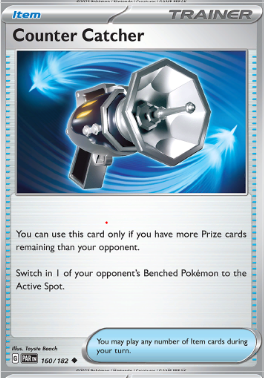 Item
TRAINER
Counter Catcher
You can use this card only if you have more Prize cards
remaining than your opponent.
Switch in 1 of your opponent's Benched Pokémon to the
Active Spot.
Illus. Toyste Beach
PAR EN 160/182
You may play any number of Item cards during
your turn.